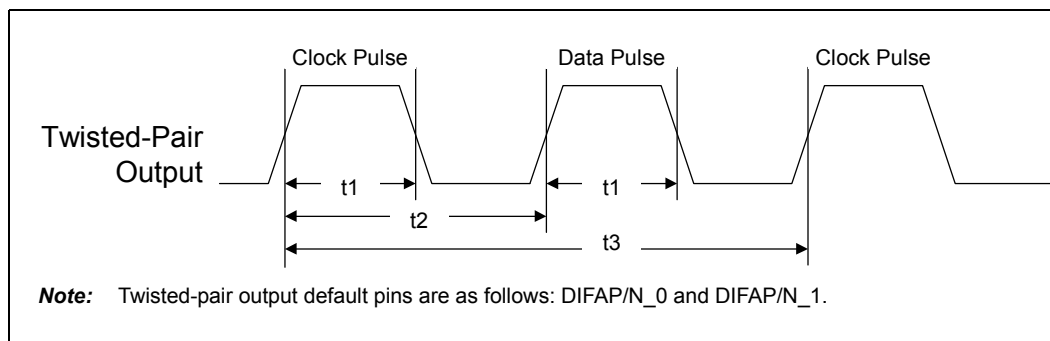 Clock Pulse Data Pulse Clock Pulse
Twisted-Pair
Output
t1 t1
t2
t3
Note: Twisted-pair output default pins are as follows: DIFAP/N_0 and DIFAP/N_1.